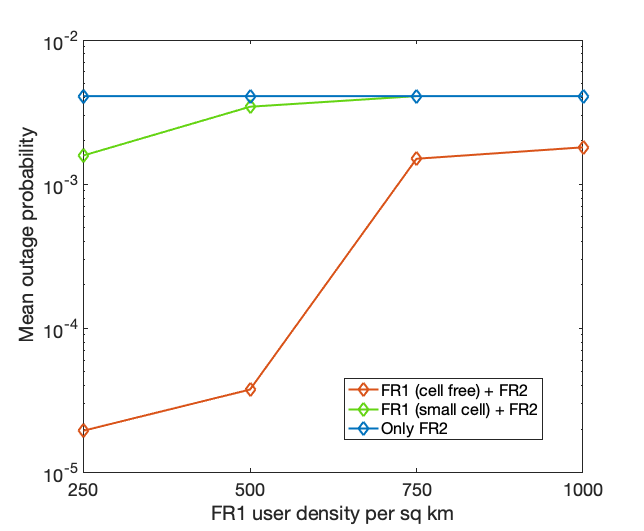 10-2
10-3
10-4
10-5
Mean outage probability
250
500
750
1000
FR1 user density per sq km
FR1 (cell free) + FR2
FR1 (small cell) + FR2
Only FR2